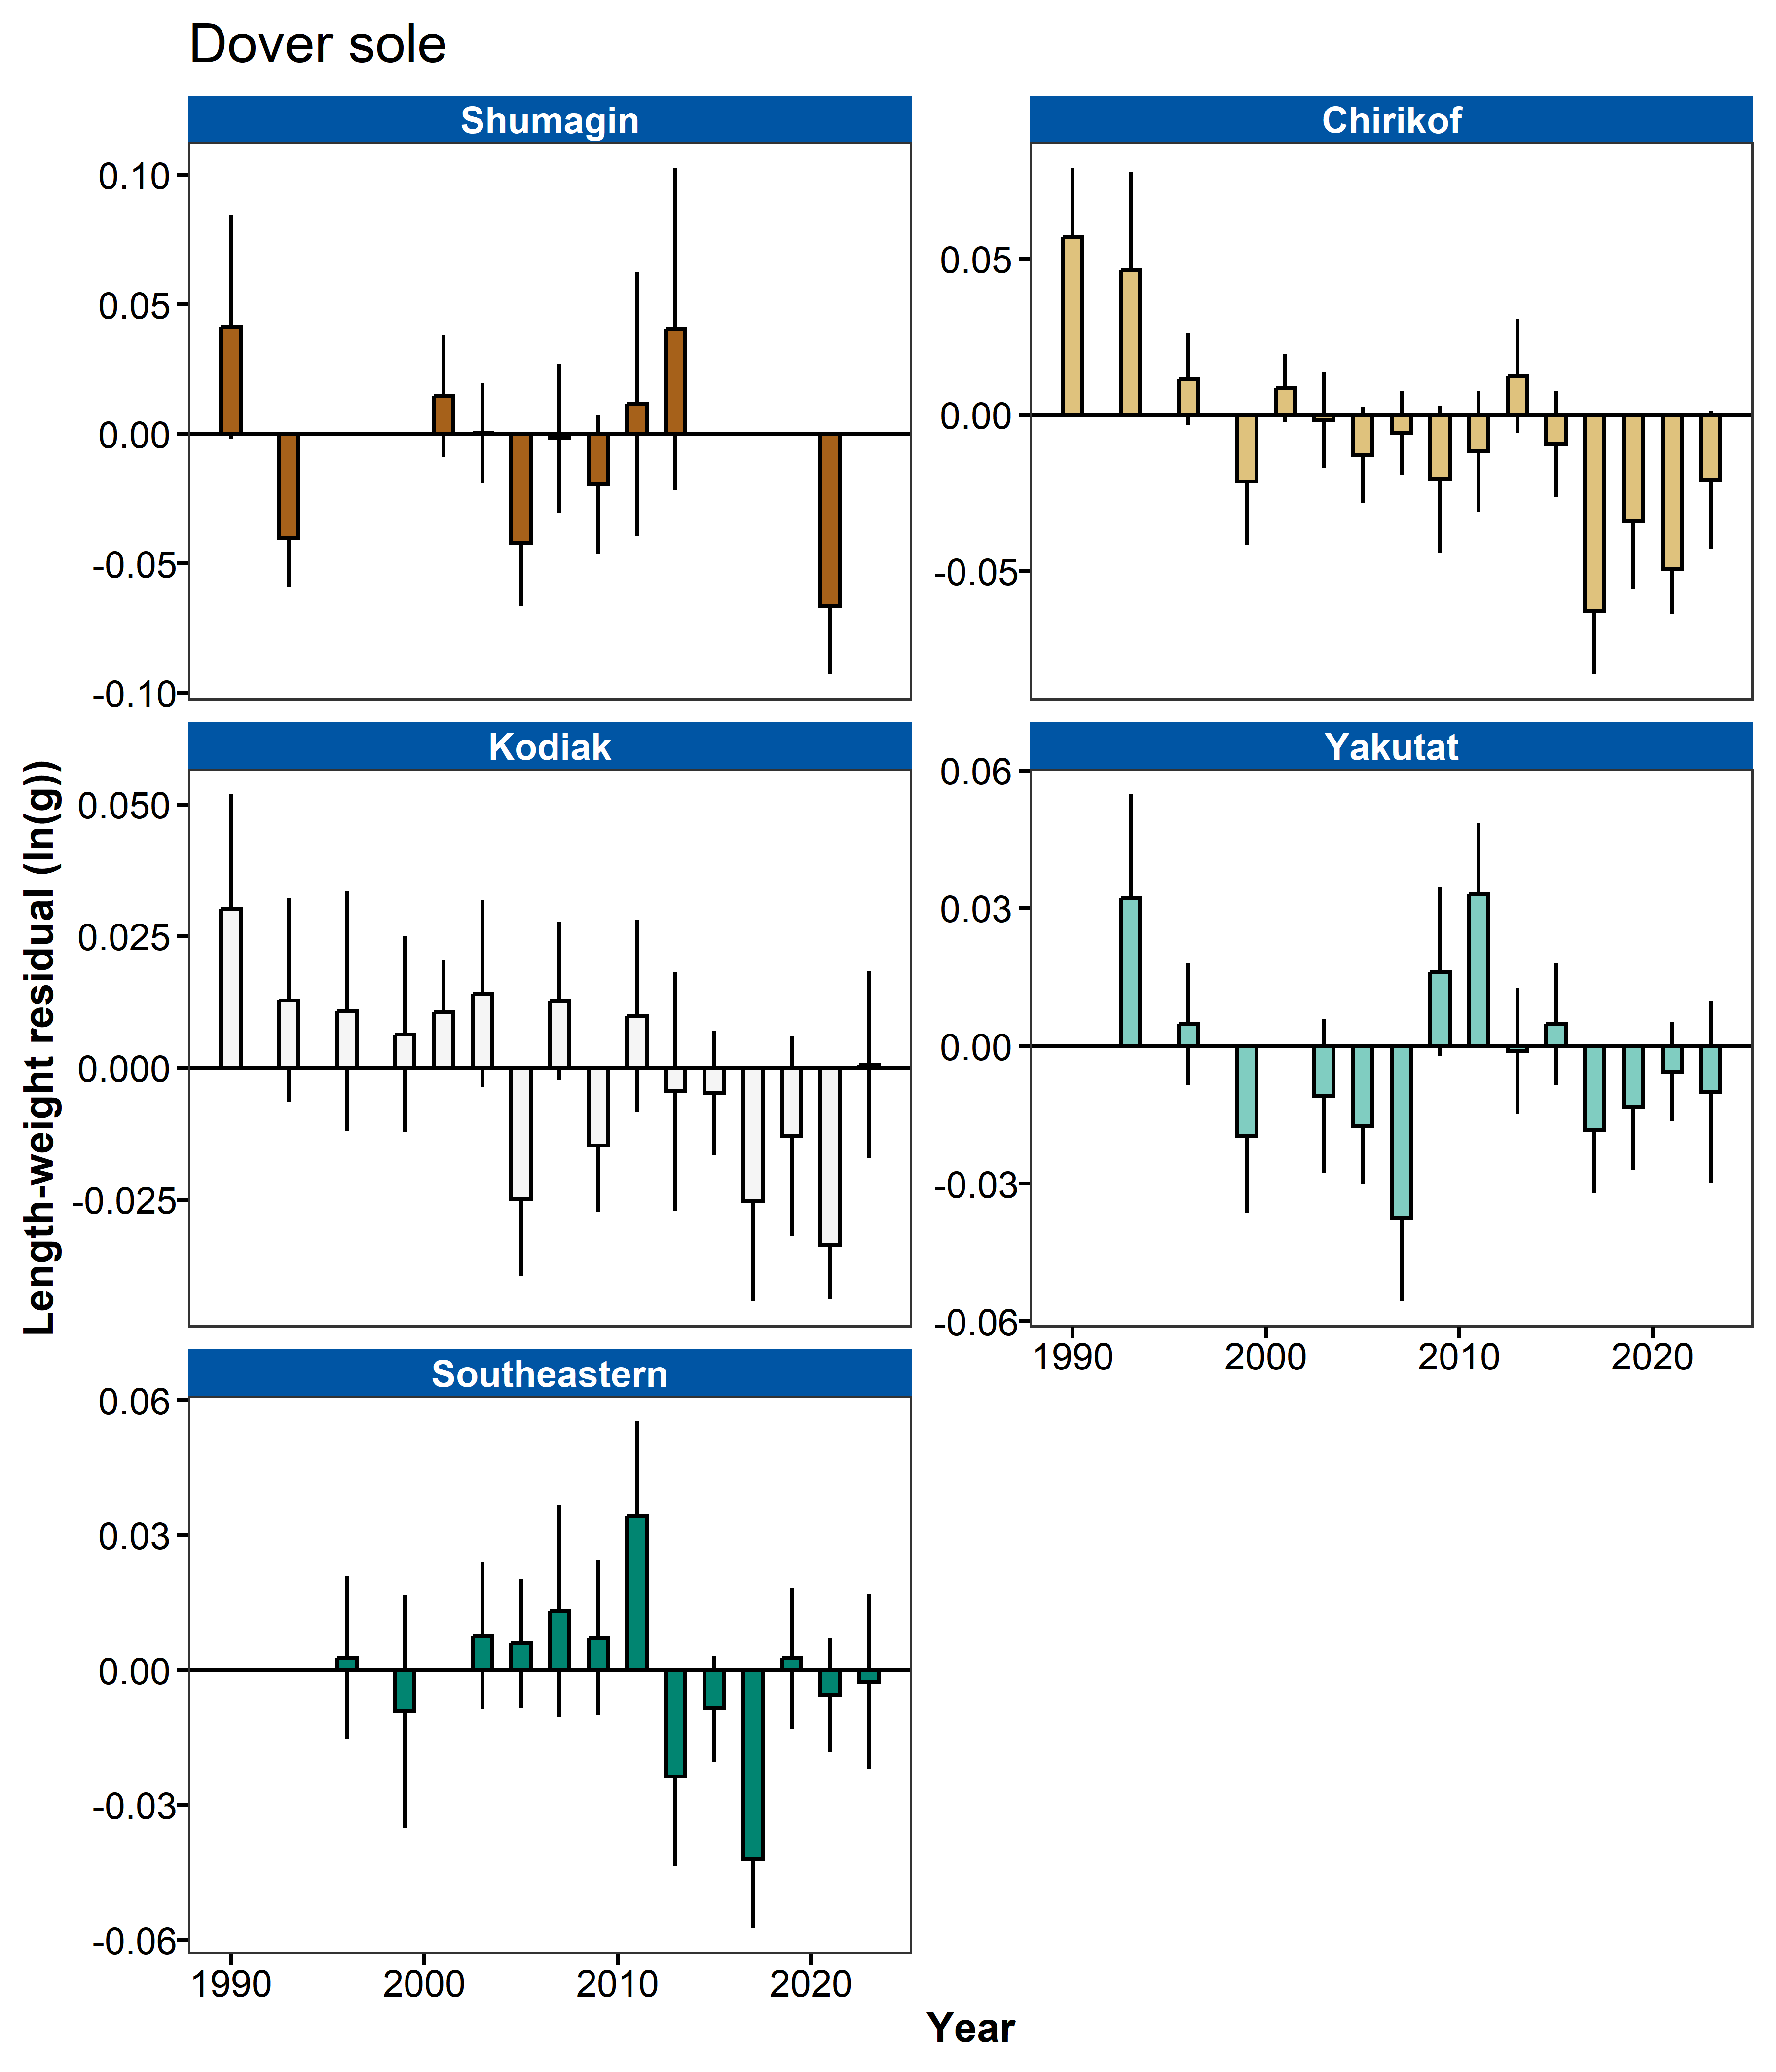 Dover sole
Shumagin
Chirikof
0.10
0.05
0.00
-0.05
-0.10
0.05
0.00
-0.05
Kodiak
Yakutat
0.050
0.025
0.000
-0.025
0.06
0.03
0.00
-0.03
-0.06
1990 2000 2010 2020
Southeastern
0.06
0.03
0.00
-0.03
-0.06
1990 2000 2010 2020
Length-weight residual (ln(g))
Year